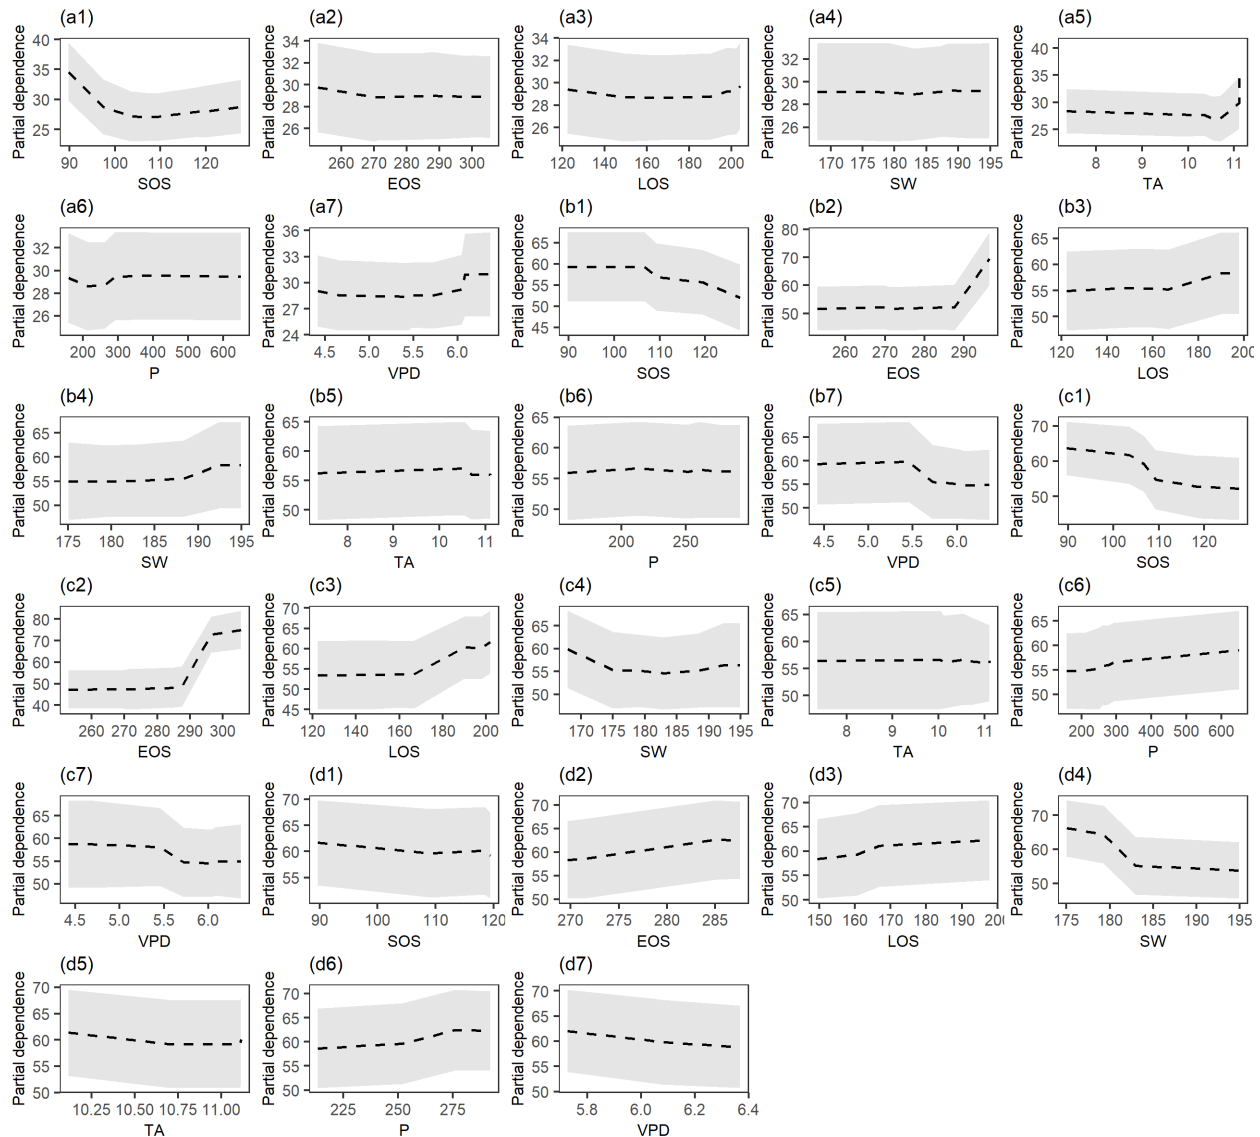 (a1) (a2) (a3) (a4) (a5)
Partial dependence 40 35 30 25
90 100 110 120
SOS
Partial dependence 34 32 30 28 26
260 270 280 290 300
EOS
Partial dependence 34 32 30 28 26
120 140 160 180 200
LOS
Partial dependence 34 32 30 28 26
170 175 180 185 190 195
SW
Partial dependence 40 35 30 25
8 9 10 11
TA
(a6) (a7) (b1) (b2) (b3)
Partial dependence 32 30 28 26
200 300 400 500 600
P
Partial dependence 36 33 30 27 24
4.5 5.0 5.5 6.0
VPD
Partial dependence 65 60 55 50 45
90 100 110 120
SOS
Partial dependence 80 70 60 50
260 270 280 290
EOS
Partial dependence 65 60 55 50
120 140 160 180 200
LOS
(b4) (b5) (b6) (b7) (c1)
Partial dependence 65 60 55 50
175 180 185 190 195
SW
Partial dependence 65 60 55 50
8 9 10 11
TA
Partial dependence 65 60 55 50
200 250
P
Partial dependence 65 60 55 50
4.5 5.0 5.5 6.0
VPD
Partial dependence 70 60 50
90 100 110 120
SOS
(c2) (c3) (c4) (c5) (c6)
Partial dependence 80 70 60 50 40
260 270 280 290 300
EOS
Partial dependence 70 65 60 55 50 45
120 140 160 180 200
LOS
Partial dependence 65 60 55 50
170 175 180 185 190 195
SW
Partial dependence 65 60 55 50
8 9 10 11
TA
Partial dependence 65 60 55 50
200 300 400 500 600
P
(c7) (d1) (d2) (d3) (d4)
Partial dependence 65 60 55 50
4.5 5.0 5.5 6.0
VPD
Partial dependence 70 65 60 55
90 100 110 120
SOS
Partial dependence 70 65 60 55 50
270 275 280 285
EOS
Partial dependence 70 65 60 55 50
150 160 170 180 190 20
LOS
Partial dependence 70 60 50
175 180 185 190 195
SW
(d5) (d6) (d7)
Partial dependence 70 65 60 55 50
10.25 10.50 10.75 11.00
TA
Partial dependence 70 65 60 55 50
225 250 275
P
Partial dependence 70 65 60 55 50
5.8 6.0 6.2 6.4
VPD